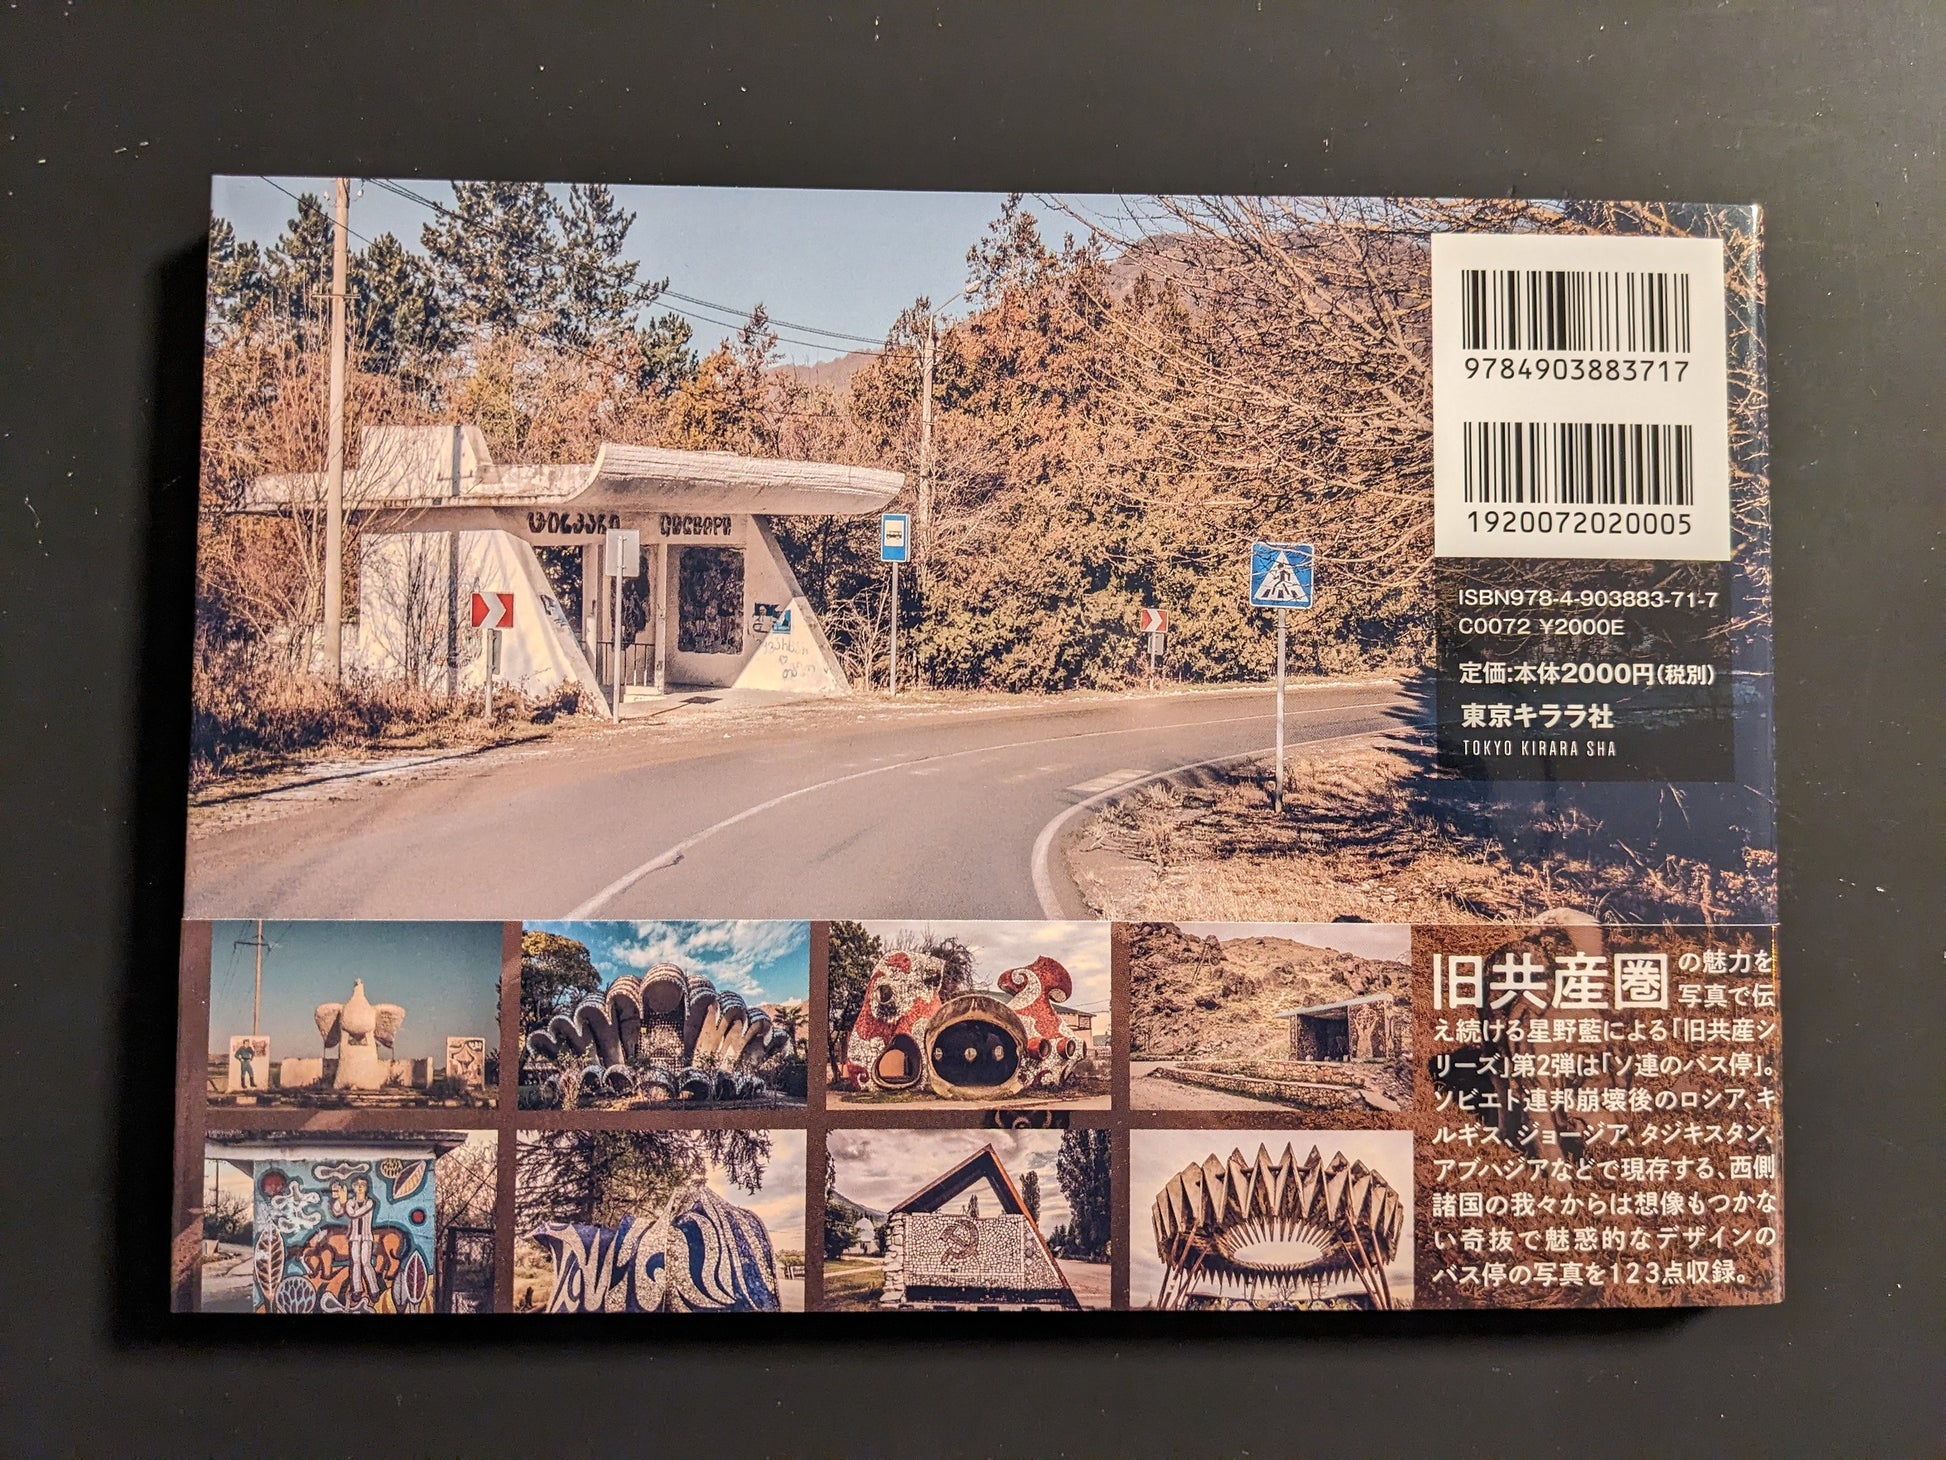 9784903883717
1920072020005
ISBN978-4-903883-71-7
C0072 ¥2000E
定価:本体2000円(税別)
東京キララ社
TOKYO KIRARA SHA
旧共産圏の魅力を
写真で伝
え続ける星野藍による「旧共産シ
リーズ」第2弾は「ソ連のバス停」。
ソビエト連邦崩壊後のロシア、キ
ルギス、ジョージア、タジキスタン、
アブハジアなどで現存する、西側
諸国の我々からは想像もつかな
い奇抜で魅惑的なデザインの
バス停の写真を123点収録。